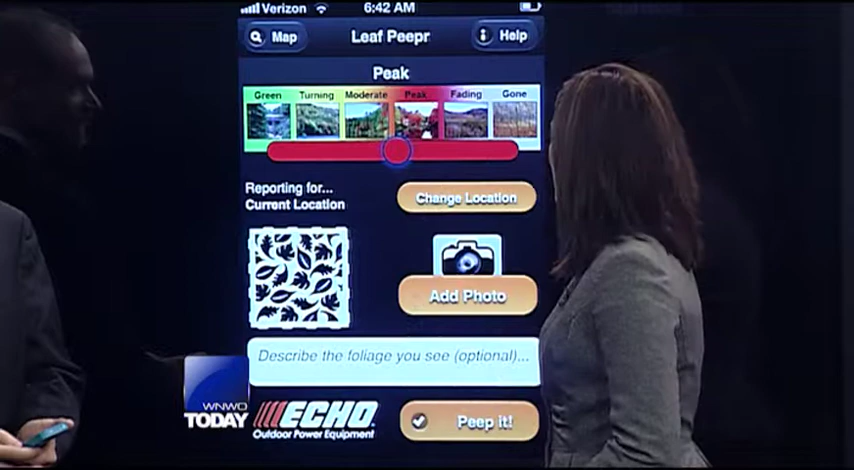 Verizon 6:42 AM
Map Leaf Peepr Help
Peak
Green Turning Moderate Peak Fading Gone
Reporting for...
Current Location
Change Location
Add Photo
Describe the foliage you see (optional)...
WNWO
TODAY
ECHO
Outdoor Power Equipment
Peep it!